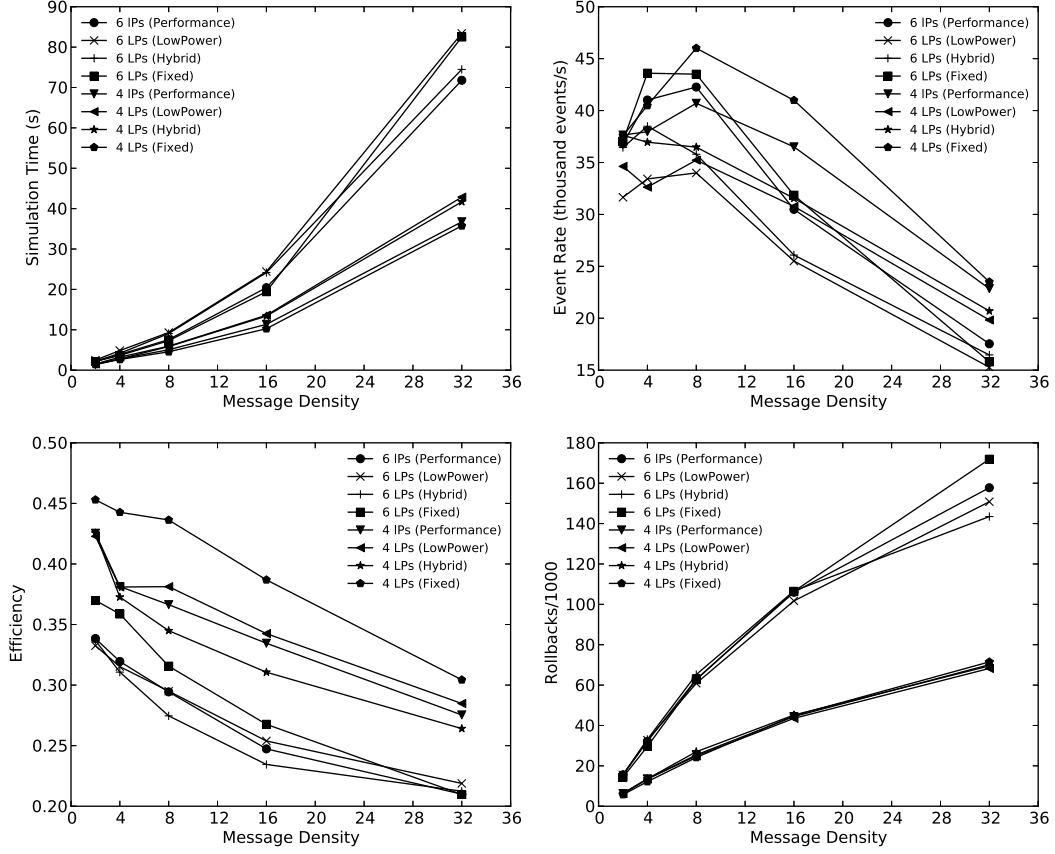 90
80
70
60
50
40
30
20
10
0
Simulation Time (s)
6 lPs (Performance)
6 LPs (LowPower)
6 LPs (Hybrid)
6 LPs (Fixed)
4 lPs (Performance)
4 LPs (LowPower)
4 LPs (Hybrid)
4 LPs (Fixed)
0 4 8 12 16 20 24 28 32 36
Message Density
50
45
40
35
30
25
20
15
Event Rate (thousand events/s)
6 lPs (Performance)
6 LPs (LowPower)
6 LPs (Hybrid)
6 LPs (Fixed)
4 lPs (Performance)
4 LPs (LowPower)
4 LPs (Hybrid)
4 LPs (Fixed)
0 4 8 12 16 20 24 28 32 36
Message Density
0.50
0.45
0.40
0.35
0.30
0.25
0.20
Efficiency
6 lPs (Performance)
6 LPs (LowPower)
6 LPs (Hybrid)
6 LPs (Fixed)
4 lPs (Performance)
4 LPs (LowPower)
4 LPs (Hybrid)
4 LPs (Fixed)
0 4 8 12 16 20 24 28 32 36
Message Density
180
160
140
120
100
80
60
40
20
0
Rollbacks/1000
6 lPs (Performance)
6 LPs (LowPower)
6 LPs (Hybrid)
6 LPs (Fixed)
4 lPs (Performance)
4 LPs (LowPower)
4 LPs (Hybrid)
4 LPs (Fixed)
0 4 8 12 16 20 24 28 32 36
Message Density